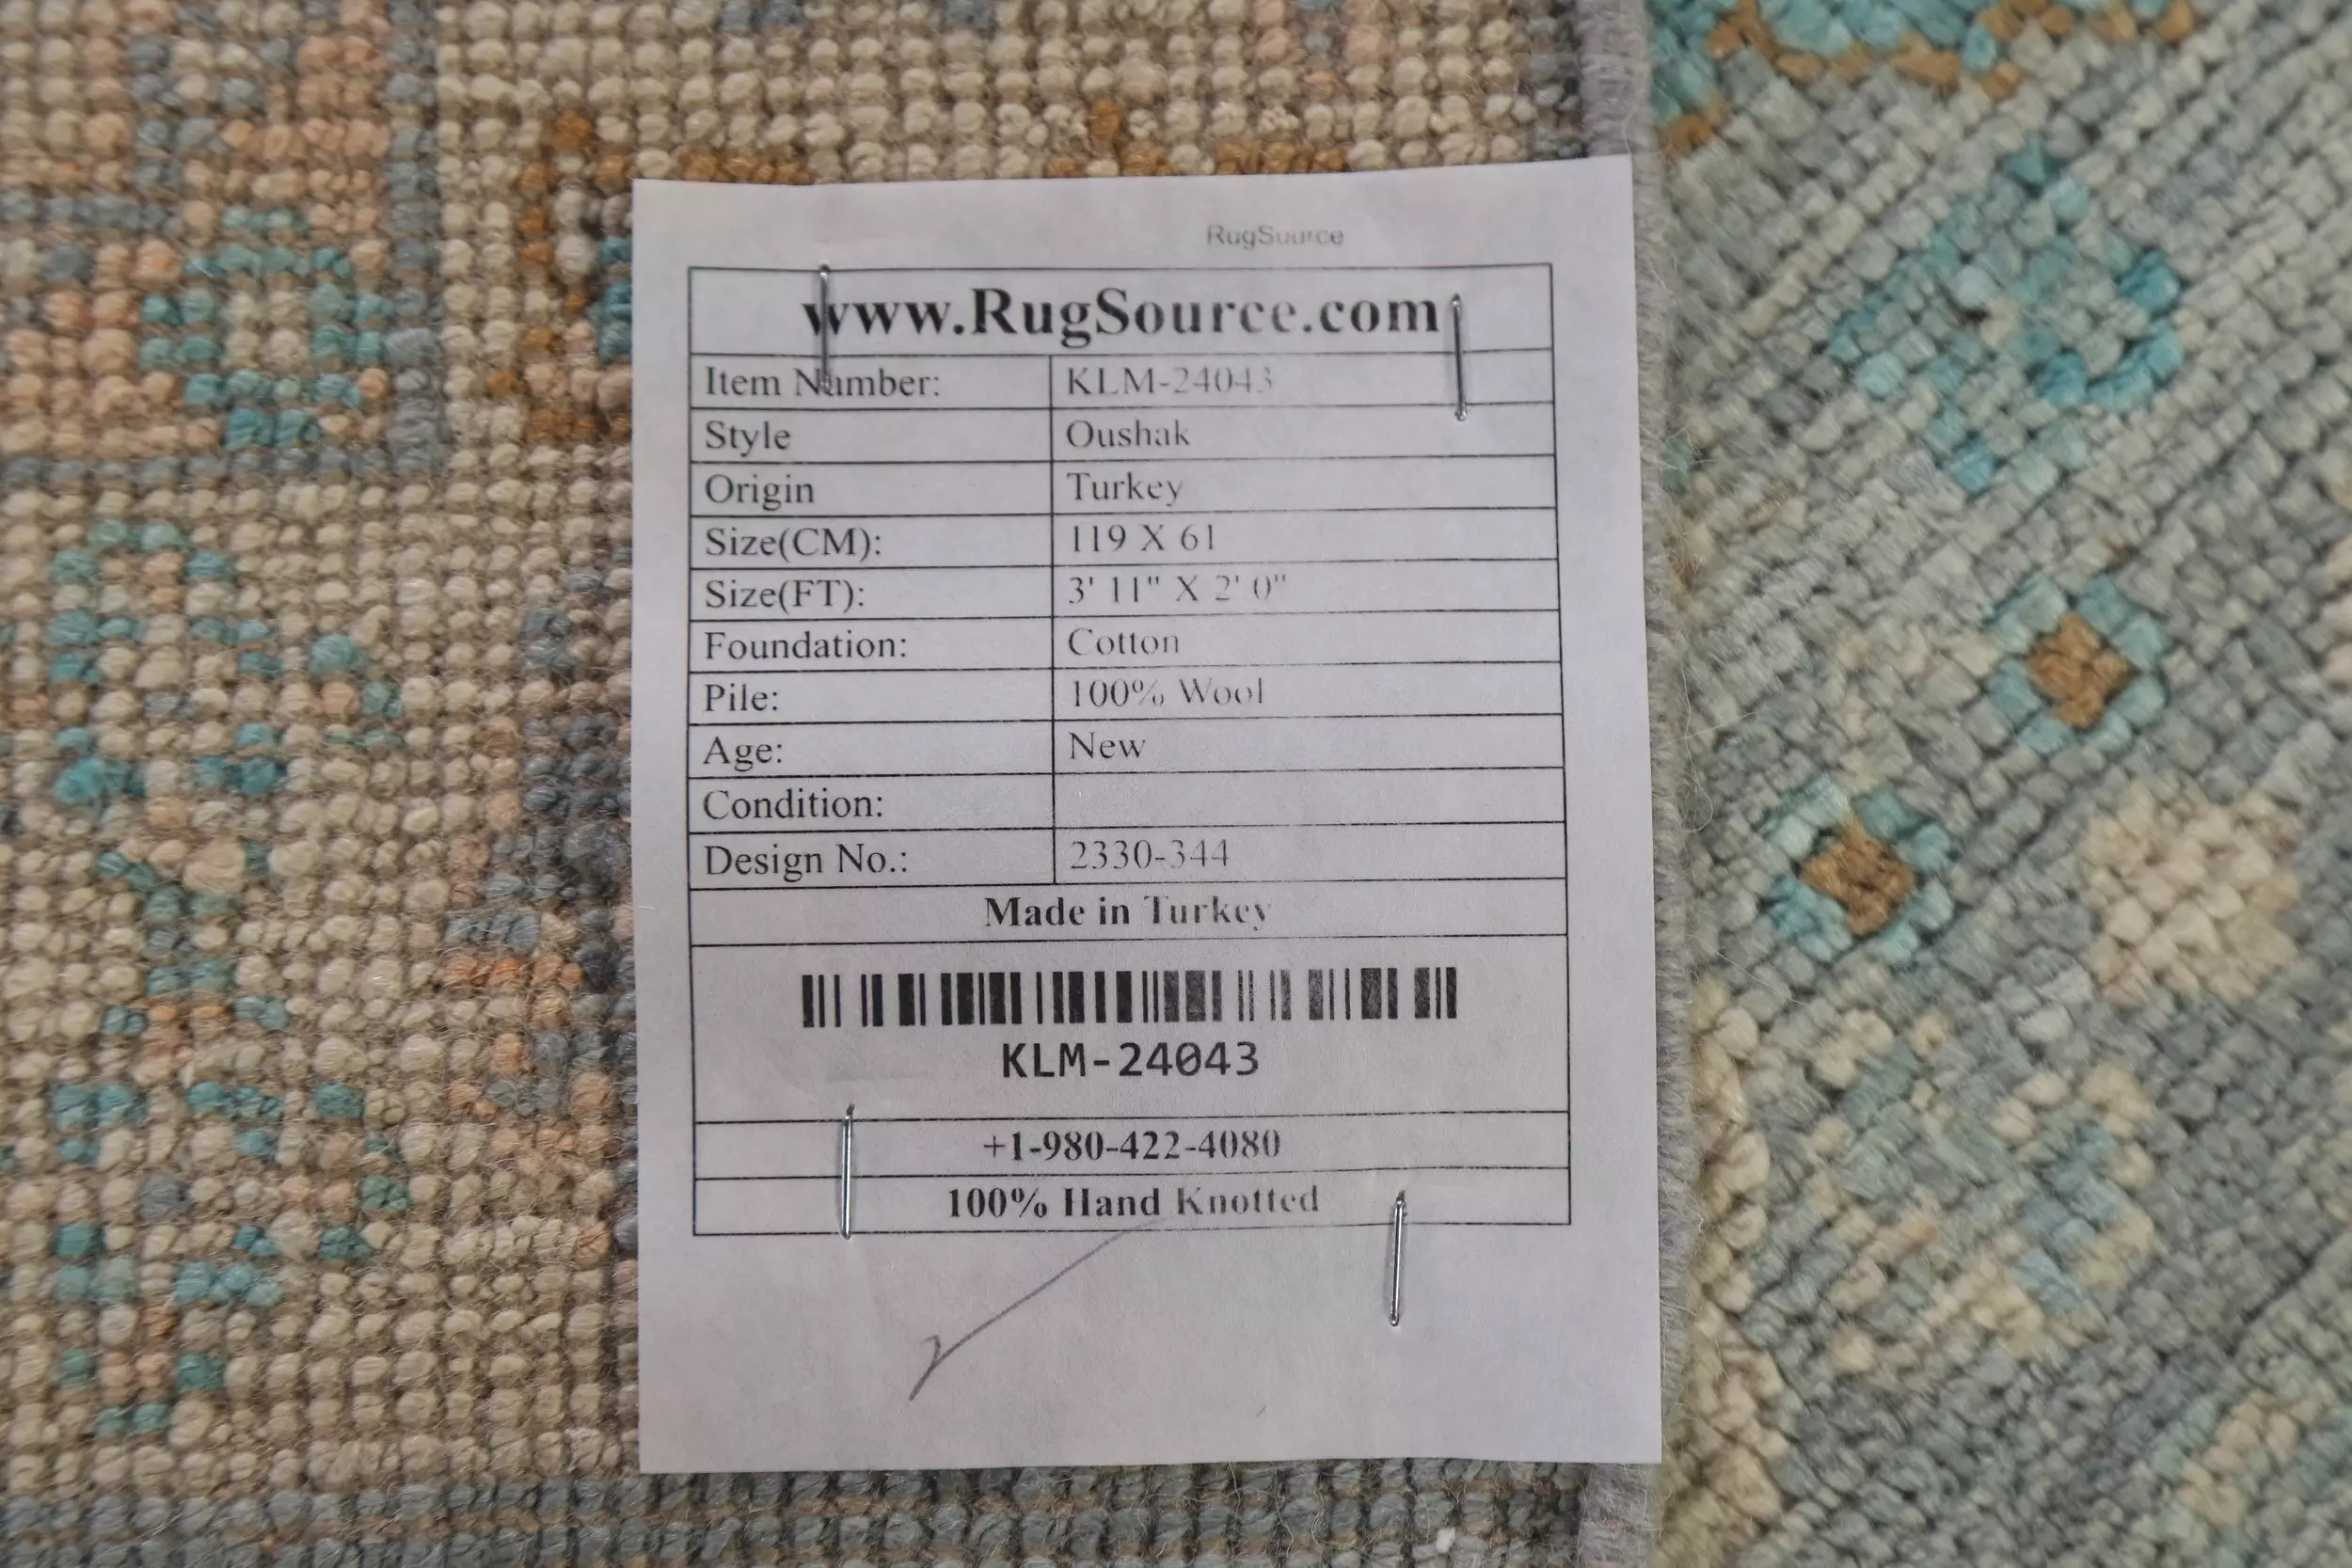 RugSource
www.RugSource.com
Item Number: KLM-24043
Style Oushak
Origin Turkey
Size(CM): 119 X 61
Size(FT): 3' 11" X 2' 0"
Foundation: Cotton
Pile: 100% Wool
Age: New
Condition:
Design No.: 2330-344
Made in Turkey
KLM-24043
+1-980-422-4080
100% Hand Knotted